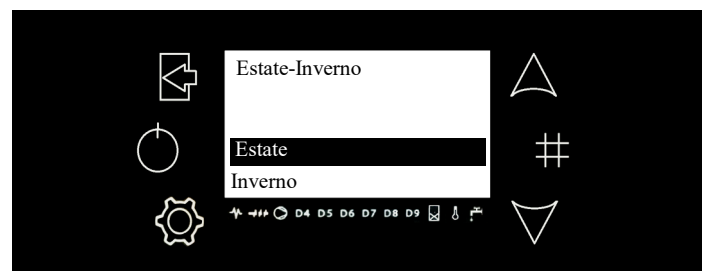 Estate-Inverno
Estate
Inverno
D4 D5 D6 D7 D8 D9